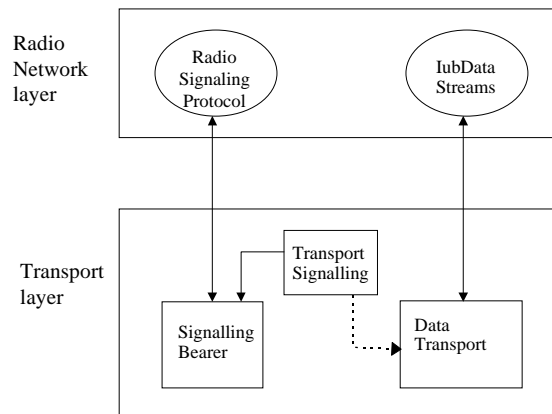 Radio
Network
layer
Radio
Signaling
Protocol
IubData
Streams
Transport
layer
Transport
Signalling
Signalling
Bearer
Data
Transport